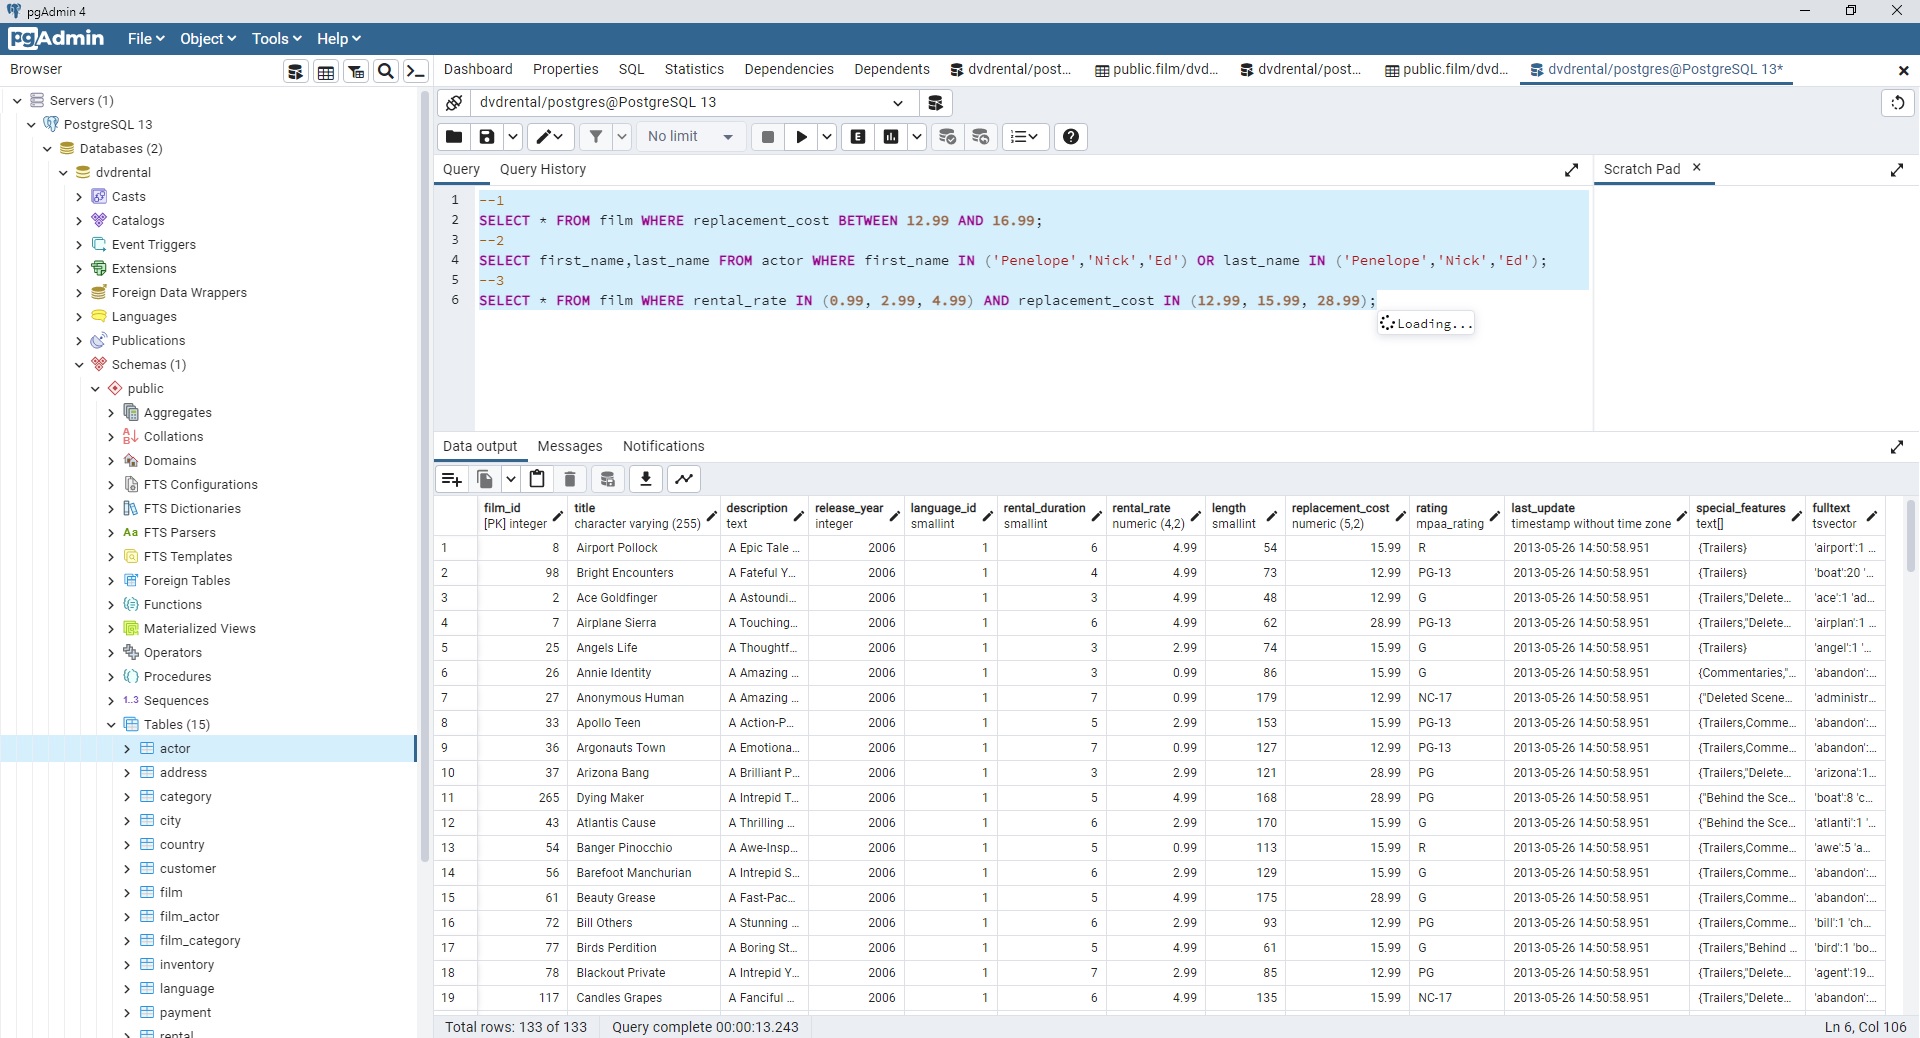 pgAdmin 4
pgAdmin File Object Tools Help
Browser
Dashboard Properties SQL Statistics Dependencies Dependents dvdrental/post... public.film/dvd... dvdrental/post... public.film/dvd... dvdrental/postgres@PostgreSQL 13*
Servers (1)
PostgreSQL 13
Databases (2)
dvdrental
Casts
Catalogs
Event Triggers
Extensions
Foreign Data Wrappers
Languages
Publications
Schemas (1)
public
Aggregates
Collations
Domains
FTS Configurations
FTS Dictionaries
Aa FTS Parsers
FTS Templates
Foreign Tables
Functions
Materialized Views
Operators
Procedures
1..3 Sequences
Tables (15)
actor
address
category
city
country
customer
film
film_actor
film_category
inventory
language
payment
rental
dvdrental/postgres@PostgreSQL 13
No limit
E
Query Query History
Scratch Pad
1 --1
2 SELECT * FROM film WHERE replacement_cost BETWEEN 12.99 AND 16.99;
3 --2
4 SELECT first_name,last_name FROM actor WHERE first_name IN ('Penelope','Nick','Ed') OR last_name IN ('Penelope','Nick','Ed');
5 --3
6 SELECT * FROM film WHERE rental_rate IN (0.99, 2.99, 4.99) AND replacement_cost IN (12.99, 15.99, 28.99);
Loading...
Data output Messages Notifications
film_id title description release_year language_id rental_duration rental_rate length replacement_cost rating last_update special_features fulltext
[PK] integer character varying (255) text integer smallint smallint numeric (4,2) smallint numeric (5,2) mpaa_rating timestamp without time zone text[] tsvector
1 8 Airport Pollock A Epic Tale ... 2006 1 6 4.99 54 15.99 R 2013-05-26 14:50:58.951 {Trailers} 'airport':1 ...
2 98 Bright Encounters A Fateful Y... 2006 1 4 4.99 73 12.99 PG-13 2013-05-26 14:50:58.951 {Trailers} 'boat':20 '...
3 2 Ace Goldfinger A Astoundi... 2006 1 3 4.99 48 12.99 G 2013-05-26 14:50:58.951 {Trailers,"Delete... 'ace':1 'ad...
4 7 Airplane Sierra A Touching... 2006 1 6 4.99 62 28.99 PG-13 2013-05-26 14:50:58.951 {Trailers,"Delete... 'airplan':1 ...
5 25 Angels Life A Thoughtf... 2006 1 3 2.99 74 15.99 G 2013-05-26 14:50:58.951 {Trailers} 'angel':1 '...
6 26 Annie Identity A Amazing ... 2006 1 3 0.99 86 15.99 G 2013-05-26 14:50:58.951 {Commentaries,"... 'abandon':...
7 27 Anonymous Human A Amazing ... 2006 1 7 0.99 179 12.99 NC-17 2013-05-26 14:50:58.951 {"Deleted Scene... 'administr...
8 33 Apollo Teen A Action-P... 2006 1 5 2.99 153 15.99 PG-13 2013-05-26 14:50:58.951 {Trailers,Comme... 'abandon':...
9 36 Argonauts Town A Emotiona... 2006 1 7 0.99 127 12.99 PG-13 2013-05-26 14:50:58.951 {Trailers,Comme... 'abandon':...
10 37 Arizona Bang A Brilliant P... 2006 1 3 2.99 121 28.99 PG 2013-05-26 14:50:58.951 {Trailers,"Delete... 'arizona':1...
11 265 Dying Maker A Intrepid T... 2006 1 5 4.99 168 28.99 PG 2013-05-26 14:50:58.951 {"Behind the Sce... 'boat':8 'c...
12 43 Atlantis Cause A Thrilling ... 2006 1 6 2.99 170 15.99 G 2013-05-26 14:50:58.951 {"Behind the Sce... 'atlanti':1 '...
13 54 Banger Pinocchio A Awe-Insp... 2006 1 5 0.99 113 15.99 R 2013-05-26 14:50:58.951 {Trailers,Comme... 'awe':5 'a...
14 56 Barefoot Manchurian A Intrepid S... 2006 1 6 2.99 129 15.99 G 2013-05-26 14:50:58.951 {Trailers,Comme... 'abandon':...
15 61 Beauty Grease A Fast-Pac... 2006 1 5 4.99 175 28.99 G 2013-05-26 14:50:58.951 {Trailers,Comme... 'abandon':...
16 72 Bill Others A Stunning ... 2006 1 6 2.99 93 12.99 PG 2013-05-26 14:50:58.951 {Trailers,Comme... 'bill':1 'ch...
17 77 Birds Perdition A Boring St... 2006 1 5 4.99 61 15.99 G 2013-05-26 14:50:58.951 {Trailers,"Behind ... 'bird':1 'bo...
18 78 Blackout Private A Intrepid Y... 2006 1 7 2.99 85 12.99 PG 2013-05-26 14:50:58.951 {Trailers,"Delete... 'agent':19...
19 117 Candles Grapes A Fanciful ... 2006 1 6 4.99 135 15.99 NC-17 2013-05-26 14:50:58.951 {Trailers,"Delete... 'abandon':...
Total rows: 133 of 133 Query complete 00:00:13.243 Ln 6, Col 106